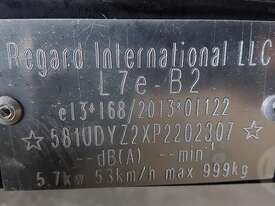 Regard International LLC
L7e-B2
e13*168/2013*01122
☆581UDYZ2XP2202307☆
--dB(A) --min⁻¹
5.7kw 53km/h max 999kg